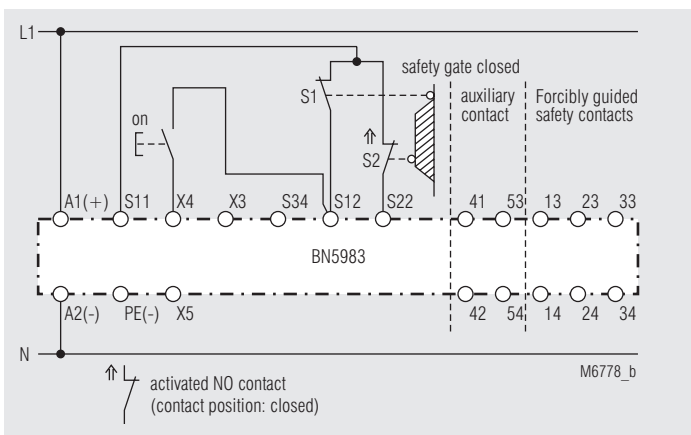 L1
safety gate closed
S1
auxiliary
contact
Forcibly guided
safety contacts
on
S2
A1(+) S11 X4 X3 S34 S12 S22 41 53 13 23 33
BN5983
A2(-) PE(-) X5 42 54 14 24 34
N
M6778_b
activated NO contact
(contact position: closed)